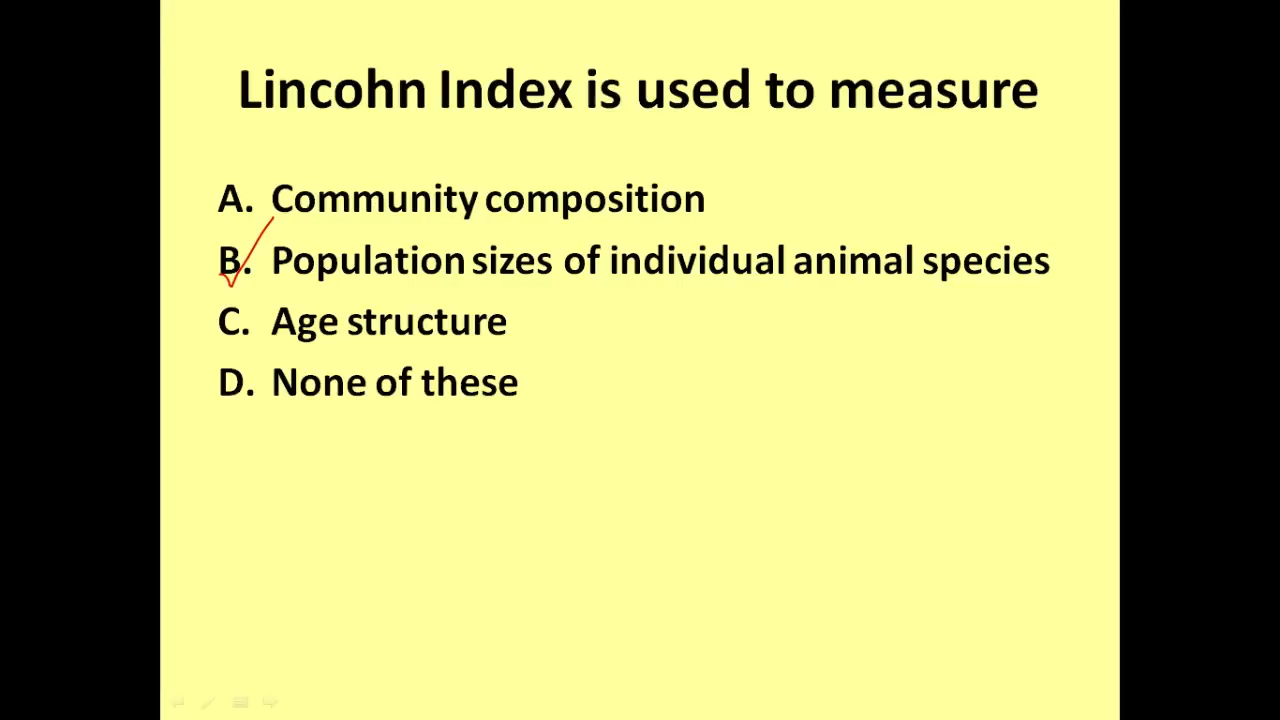 Lincohn Index is used to measure
A. Community composition
B. Population sizes of individual animal species
C. Age structure
D. None of these